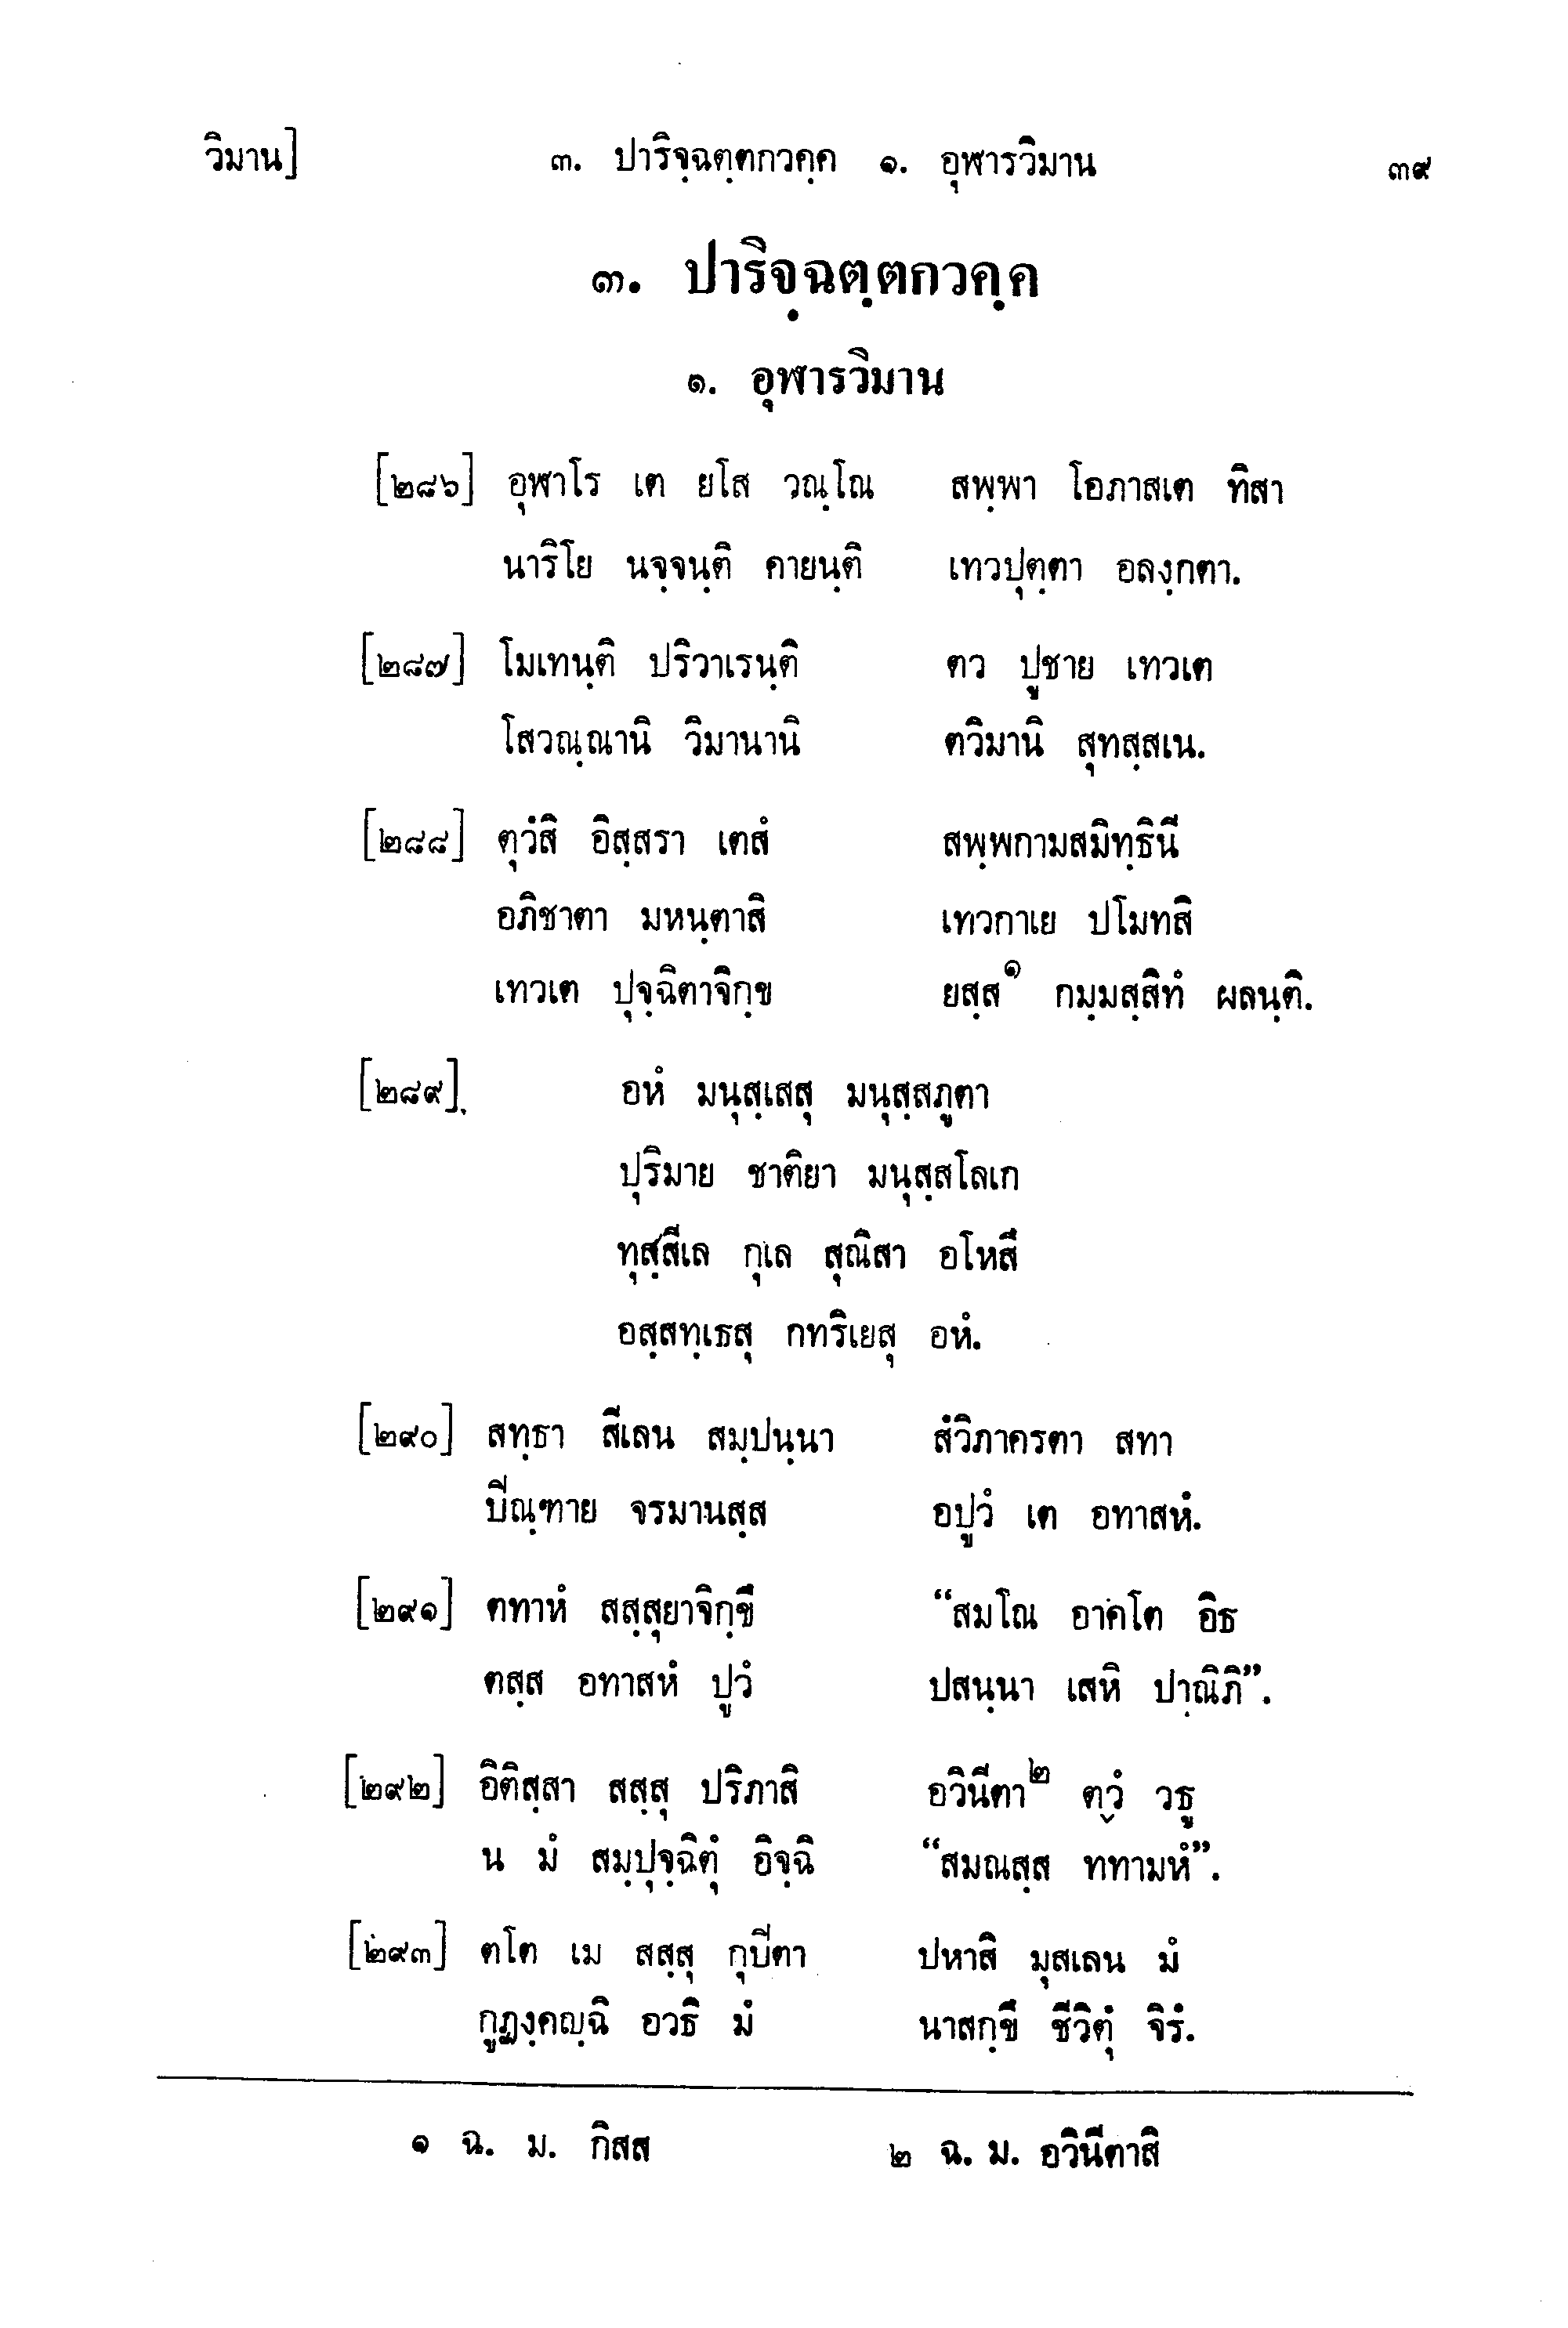 วิมาน] ๓. ปาริจฺฉตฺตกวคฺค ๑. อุฬารวิมาน ๓๙
๓. ปาริจฺฉตฺตกวคฺค
๑. อุฬารวิมาน
[๒๘๖] อุฬาโร เต ยโส วณฺโณ สพฺพา โอภาสเต ทิสา
นาริโย นจฺจนฺติ คายนฺติ เทวปุตฺตา อลงฺกตา.
[๒๘๗] โมเทนฺติ ปริวาเรนฺติ ตว ปูชาย เทวเต
โสวณฺณานิ วิมานานิ ตวิมานิ สุทสฺสเน.
[๒๘๘] ตุวํสิ อิสฺสรา เตสํ สพฺพกามสมิทฺธินี
อภิชาตา มหนฺตาสิ เทวกาเย ปโมทสิ
เทวเต ปุจฺฉิตาจิกฺข ยสฺส๑ กมฺมสฺสิทํ ผลนฺติ.
[๒๘๙] อหํ มนุสฺเสสุ มนุสฺสภูตา
ปุริมาย ชาติยา มนุสฺสโลเก
ทุสฺสีเล กุเล สุณิสา อโหสึ
อสฺสทฺเธสุ กทริเยสุ อหํ.
[๒๙๐] สทฺธา สีเลน สมฺปนฺนา สํวิภาครตา สทา
ปิณฺฑาย จรมานสฺส อปูวํ เต อทาสหํ.
[๒๙๑] ตทาหํ สสฺสุยาจิกฺขึ “สมโณ อาคโต อิธ
ตสฺส อทาสหํ ปูวํ ปสนฺนา เสหิ ปาณิภิ”.
[๒๙๒] อิติสฺสา สสฺสุ ปริภาสิ อวินีตา๒ ตฺวํ วธู
น มํ สมฺปุจฺฉิตุํ อิจฺฉิ “สมณสฺส ททามหํ”.
[๒๙๓] ตโต เม สสฺสุ กุปิตา ปหาสิ มุสเลน มํ
กูฏงฺคญฺฉิ อวธิ มํ นาสกฺขึ ชีวิตุํ จิรํ.
๑ ฉ. ม. กิสส ๒ ฉ. ม. อวินีตาสิ